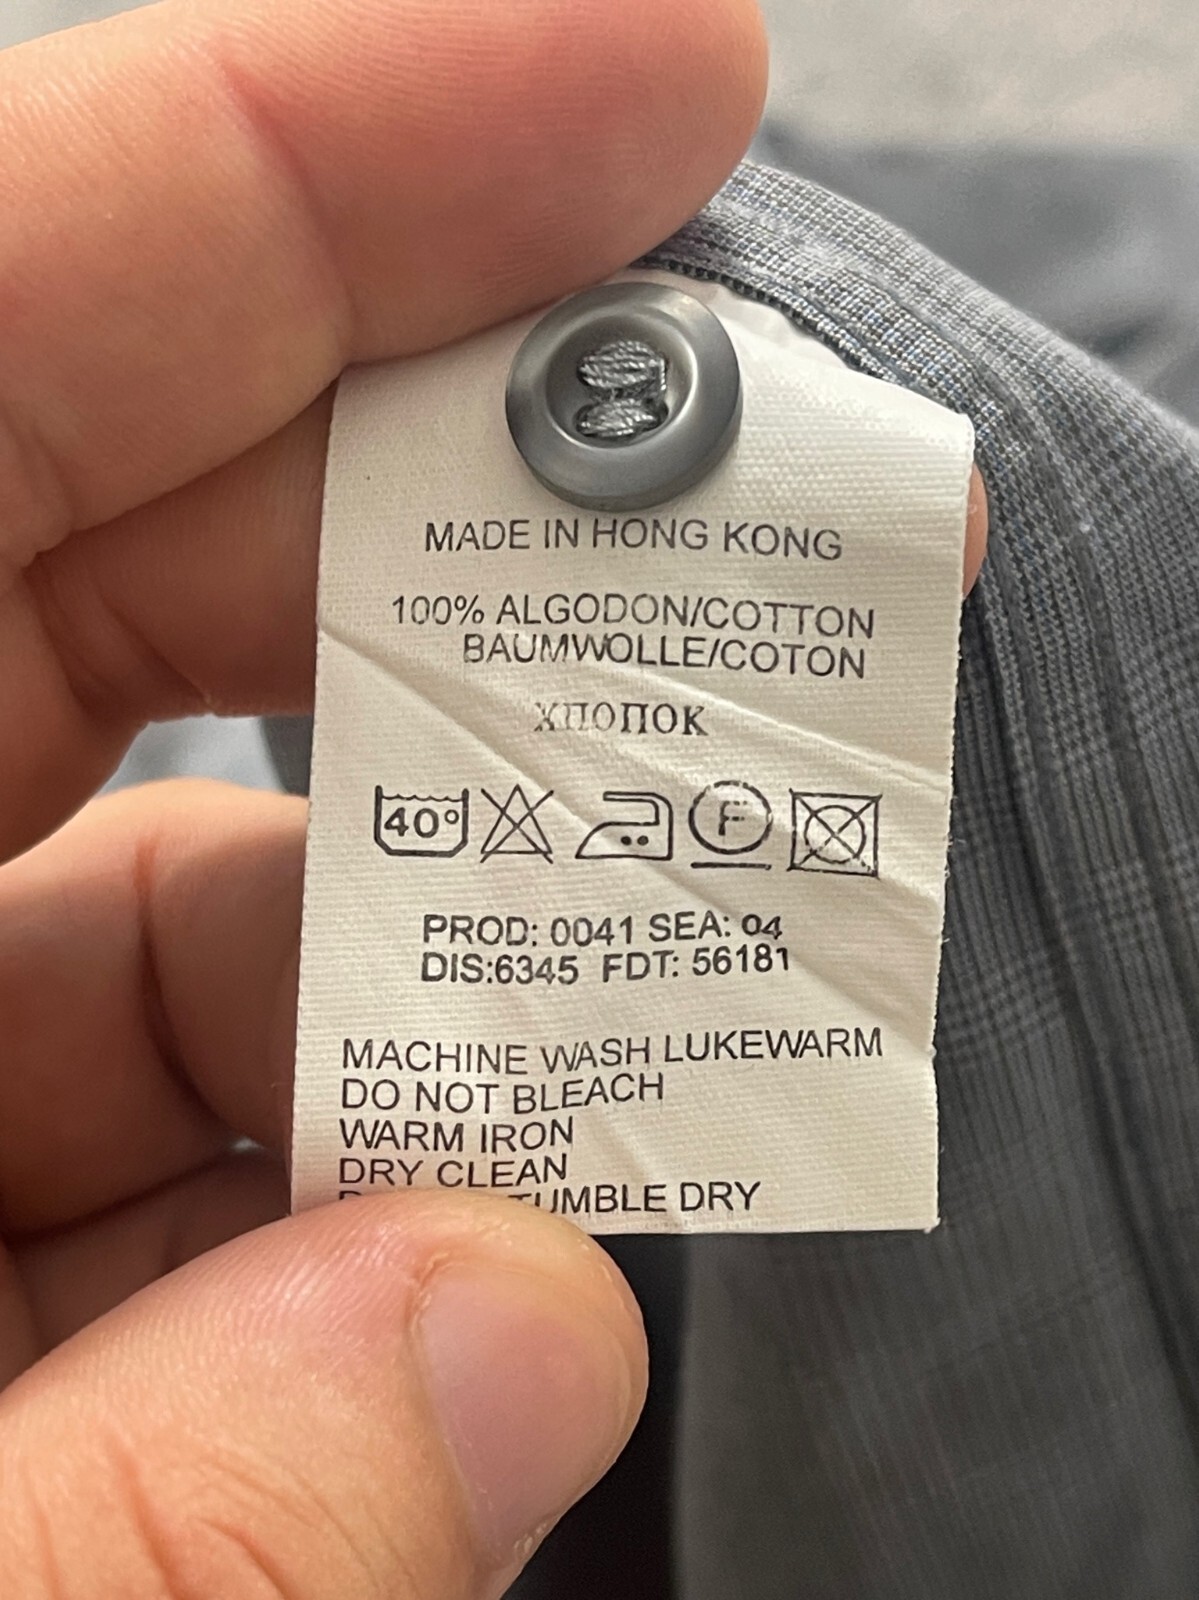 MADE IN HONG KONG
100% ALGODON/COTTON
BAUMWOLLE/COTON
ХЛОПОК
40°
F
PROD: 0041 SEA: 04
DIS:6345 FDT: 56181
MACHINE WASH LUKEWARM
DO NOT BLEACH
WARM IRON
DRY CLEAN
TUMBLE DRY